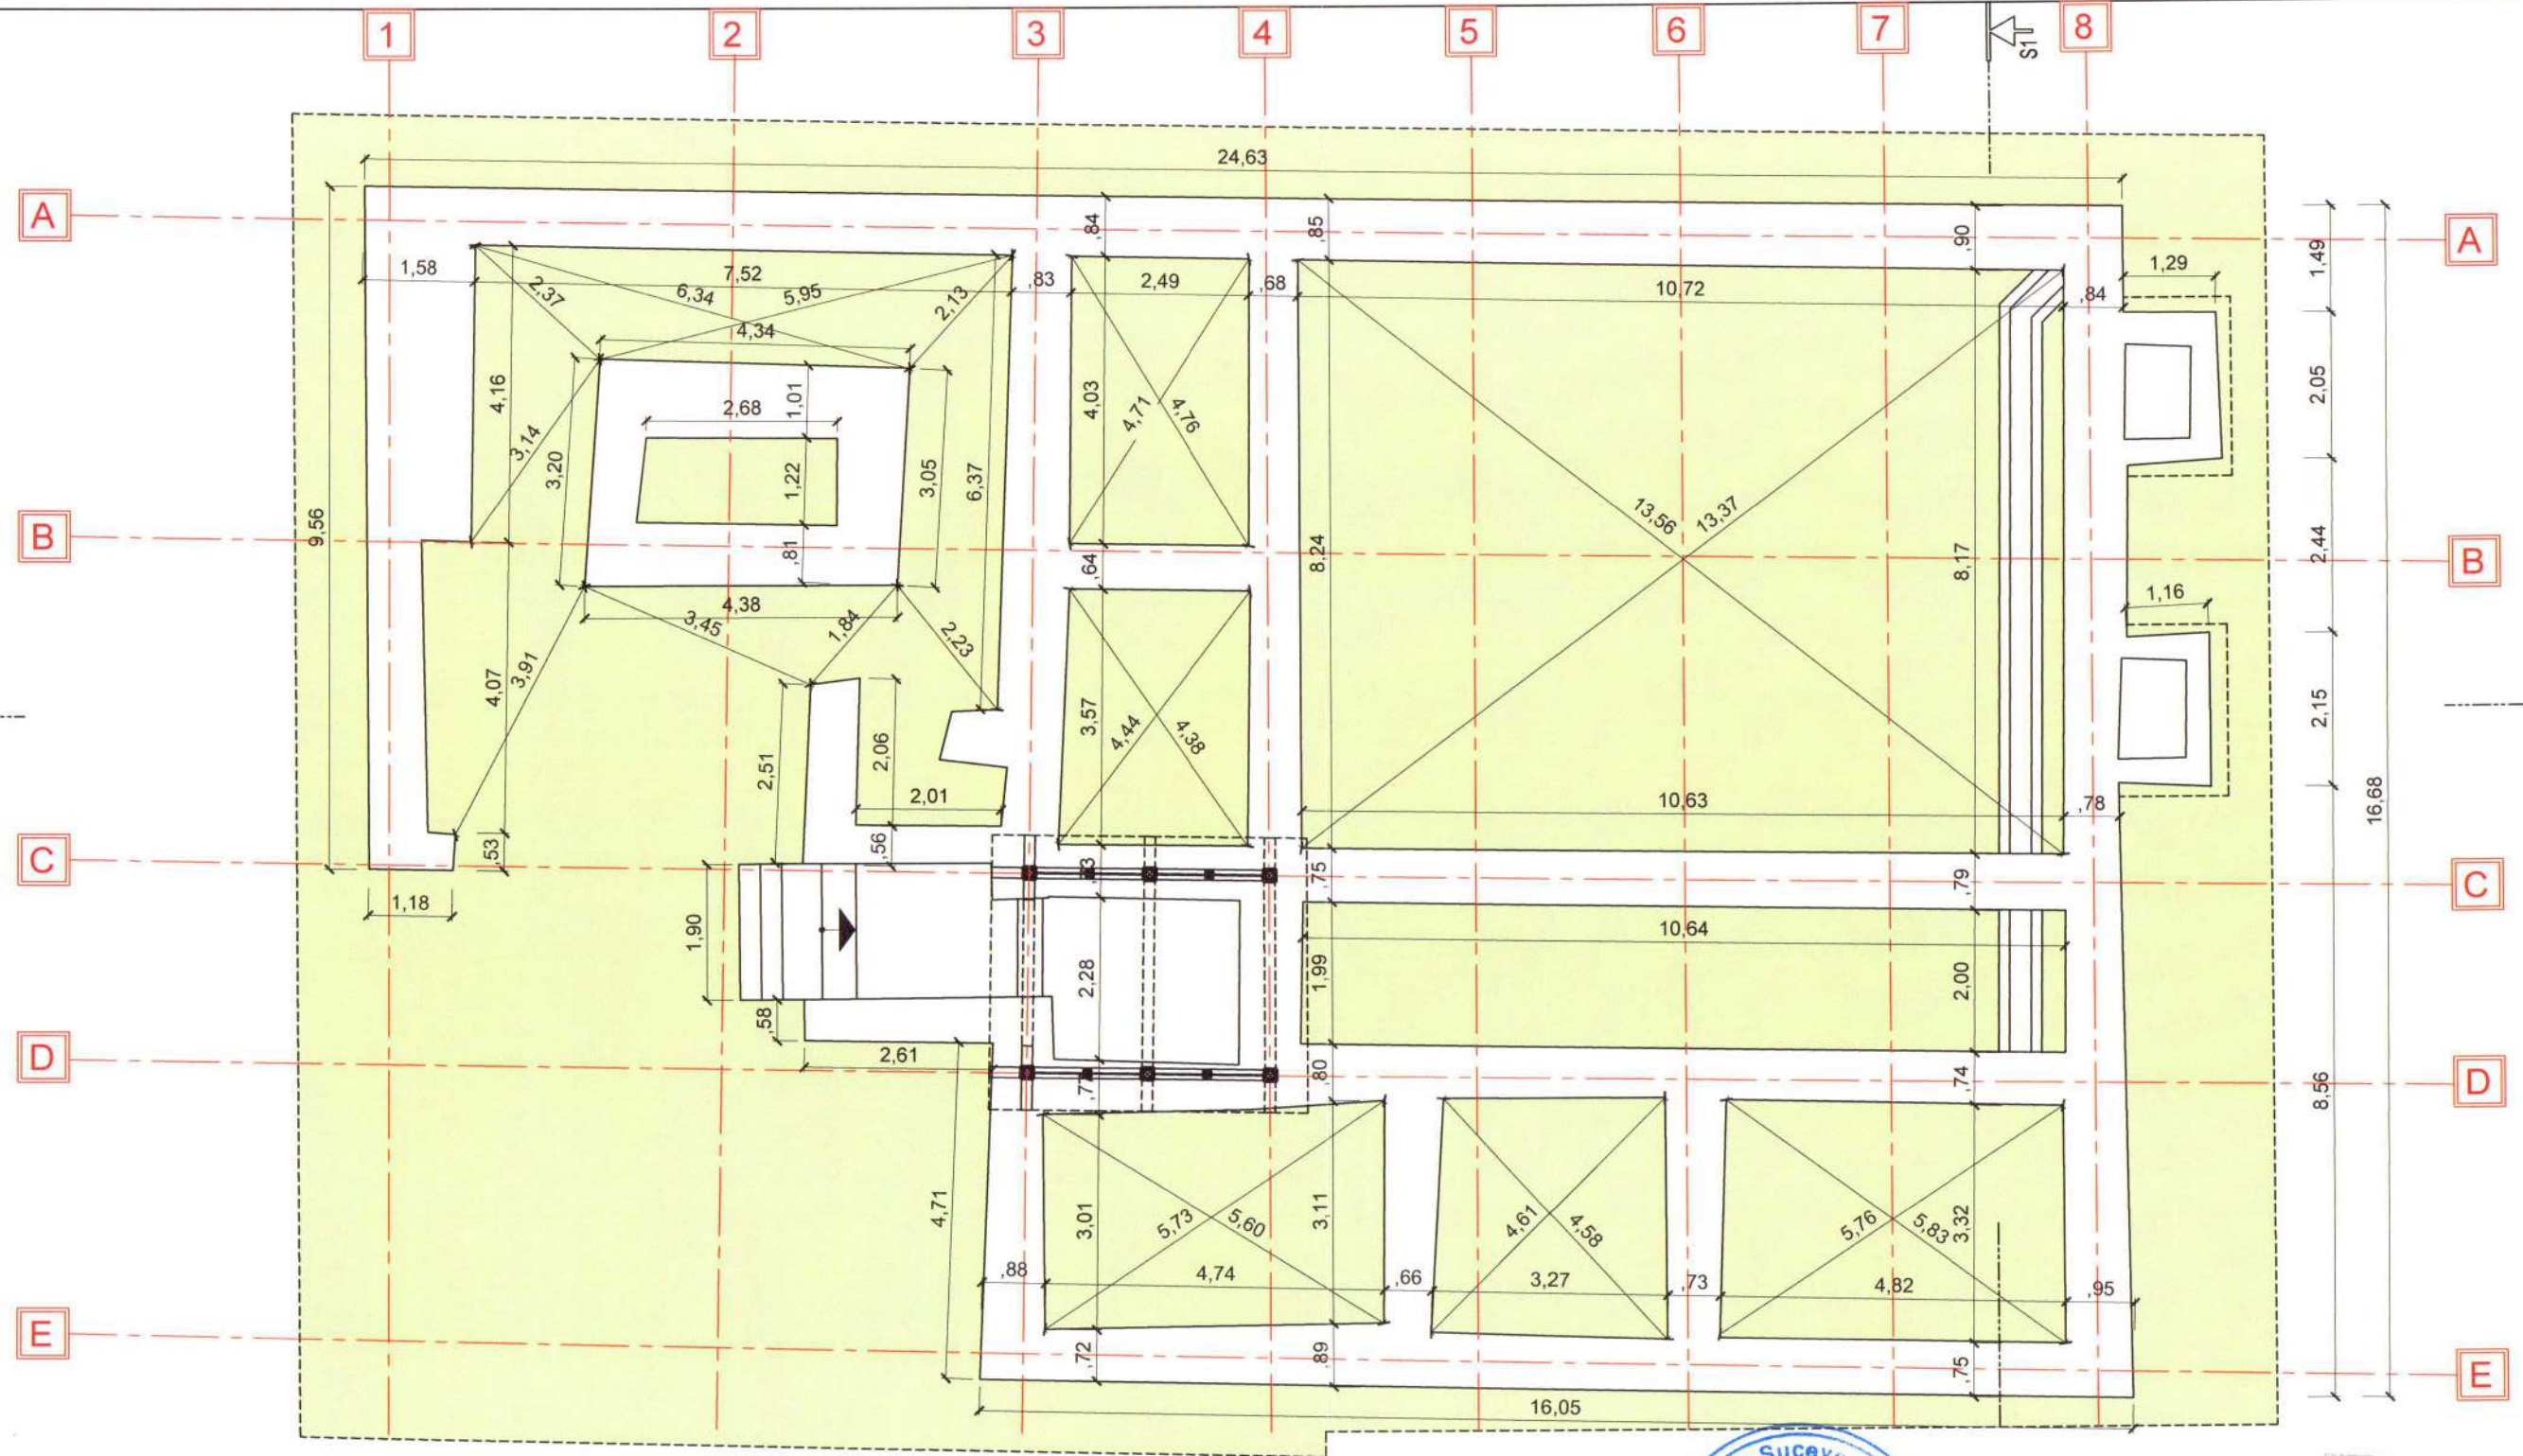 1 2 3 4 5 6 7 8
S1
24,63
A A
,84 ,85 ,90 1,49
1,58 7,52 ,83 2,49 ,68 10,72 ,84 1,29
2,37 6,34 5,95 2,13
4,34
4,16 2,68 1,01 4,03 4,71 4,76 2,05
3,14 3,20 1,22 3,05 6,37
9,56 13,56 13,37
B B
,81 ,64 8,24 8,17 2,44
4,38 1,16
3,45 1,84 2,23
4,07 3,91 3,57 4,44 4,38 2,15
2,51 2,06
2,01 10,63 ,78 16,68
,53 ,56 ,75 ,79
C C
1,18
1,90 10,64
2,28 1,99 2,00
,58
D D
2,61 ,77 ,80 ,74 8,56
4,71 3,01 5,73 5,60 3,11 4,61 4,58 5,76 5,83 3,32
,88 4,74 ,66 3,27 ,73 4,82 ,95
E E
,72 ,89 ,75
16,05